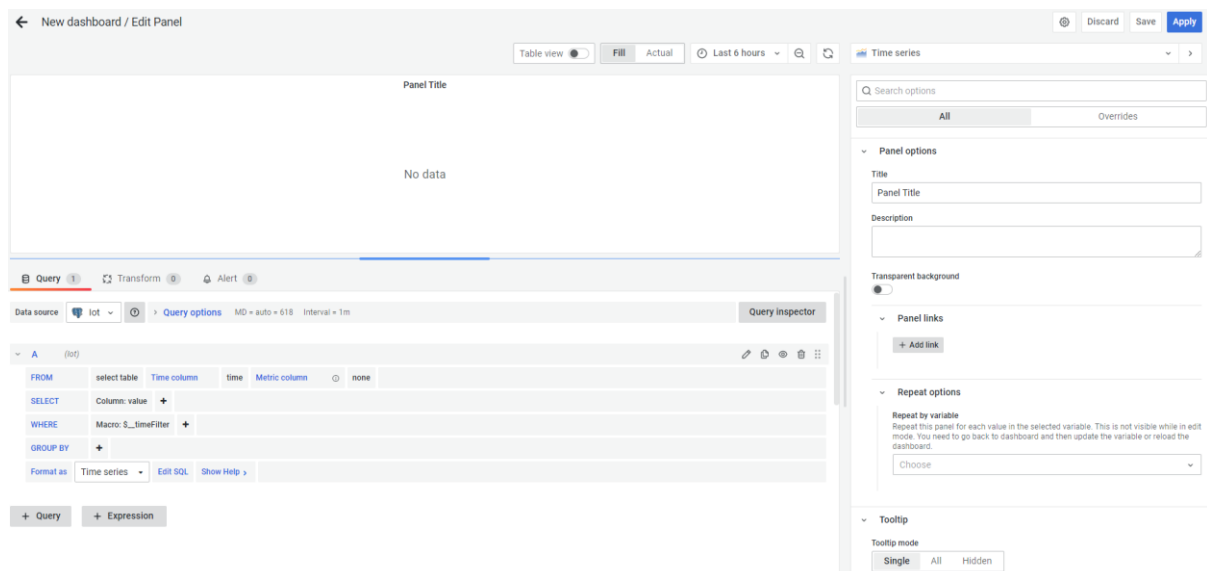 New dashboard / Edit Panel
Discard Save Apply
Table view Fill Actual Last 6 hours
Time series
Panel Title
No data
Search options
All Overrides
Panel options
Title
Panel Title
Description
Transparent background
Panel links
+ Add link
Repeat options
Repeat by variable
Repeat this panel for each value in the selected variable. This is not visible while in edit
mode. You need to go back to dashboard and then update the variable or reload the
dashboard.
Choose
Tooltip
Tooltip mode
Single All Hidden
Query 1 Transform 0 Alert 0
Data source Iot > Query options MD = auto = 618 Interval = 1m Query inspector
A (Iot)
FROM select table Time column time Metric column none
SELECT Column: value +
WHERE Macro: $__timeFilter +
GROUP BY +
Format as Time series Edit SQL Show Help >
+ Query + Expression